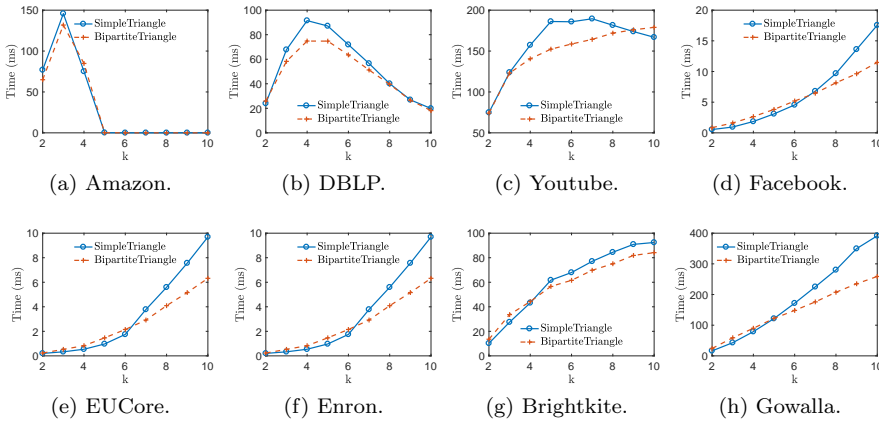 150
100
50
0
Time (ms)
2 4 6 8 10
k
SimpleTriangle
BipartiteTriangle
(a) Amazon.
100
80
60
40
20
0
Time (ms)
2 4 6 8 10
k
SimpleTriangle
BipartiteTriangle
(b) DBLP.
200
150
100
50
Time (ms)
2 4 6 8 10
k
SimpleTriangle
BipartiteTriangle
(c) Youtube.
20
15
10
5
0
Time (ms)
2 4 6 8 10
k
SimpleTriangle
BipartiteTriangle
(d) Facebook.
10
8
6
4
2
0
Time (ms)
2 4 6 8 10
k
SimpleTriangle
BipartiteTriangle
(e) EUCore.
10
8
6
4
2
0
Time (ms)
2 4 6 8 10
k
SimpleTriangle
BipartiteTriangle
(f) Enron.
100
80
60
40
20
0
Time (ms)
2 4 6 8 10
k
SimpleTriangle
BipartiteTriangle
(g) Brightkite.
400
300
200
100
0
Time (ms)
2 4 6 8 10
k
SimpleTriangle
BipartiteTriangle
(h) Gowalla.